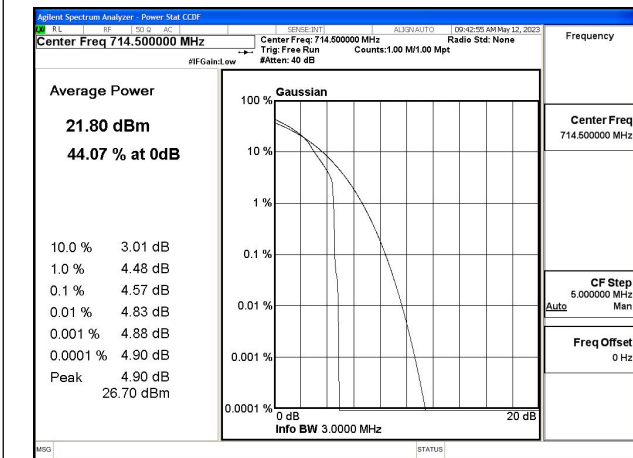 Agilent Spectrum Analyzer - Power Stat CCDF
RL RF 50 Ω AC SENSE:INT ALIGN AUTO 09:42:55 AM May 12, 2023
Center Freq 714.500000 MHz
Center Freq: 714.500000 MHz Radio Std: None
Trig: Free Run Counts:1.00 M/1.00 Mpt
#IFGain:Low #Atten: 40 dB
Frequency
Average Power
21.80 dBm
44.07 % at 0dB
10.0 % 3.01 dB
1.0 % 4.48 dB
0.1 % 4.57 dB
0.01 % 4.83 dB
0.001 % 4.88 dB
0.0001 % 4.90 dB
Peak 4.90 dB
26.70 dBm
Gaussian
100 %
10 %
1 %
0.1 %
0.01 %
0.001 %
0.0001 %
0 dB 20 dB
Info BW 3.0000 MHz
Center Freq
714.500000 MHz
CF Step
5.000000 MHz
Auto Man
Freq Offset
0 Hz
MSG STATUS